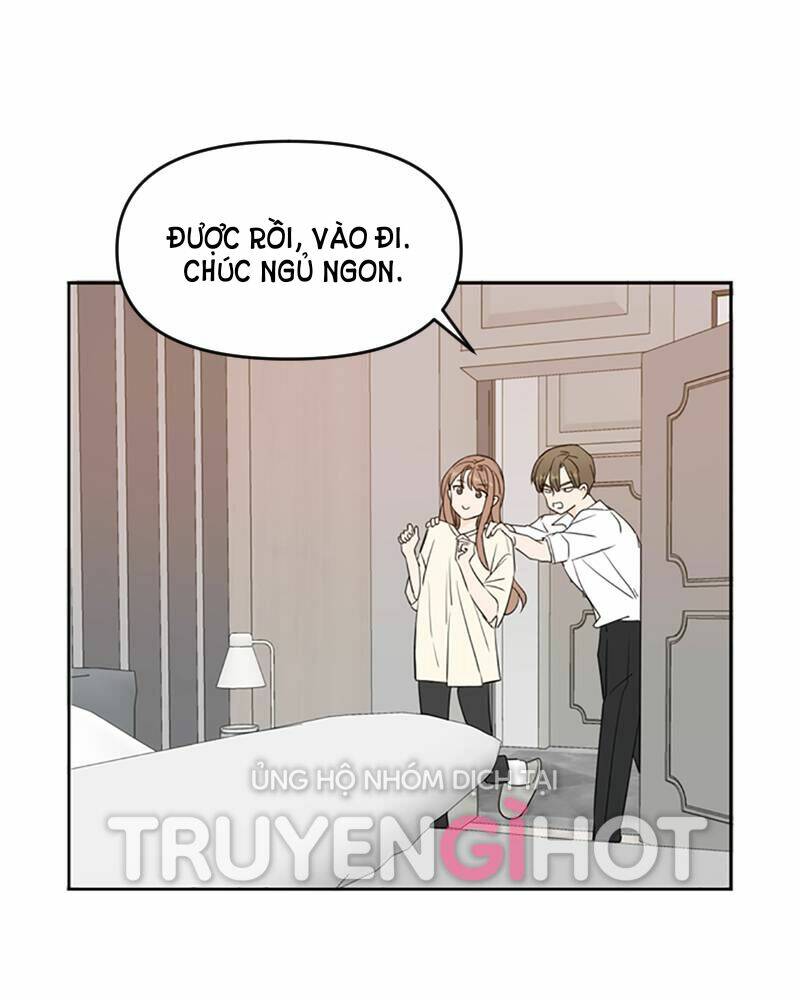 ĐƯỢC RỒI, VÀO ĐI.
CHÚC NGỦ NGON.
ỦNG HỘ NHÓM DỊCH TẠI
TRUYENGIHOT